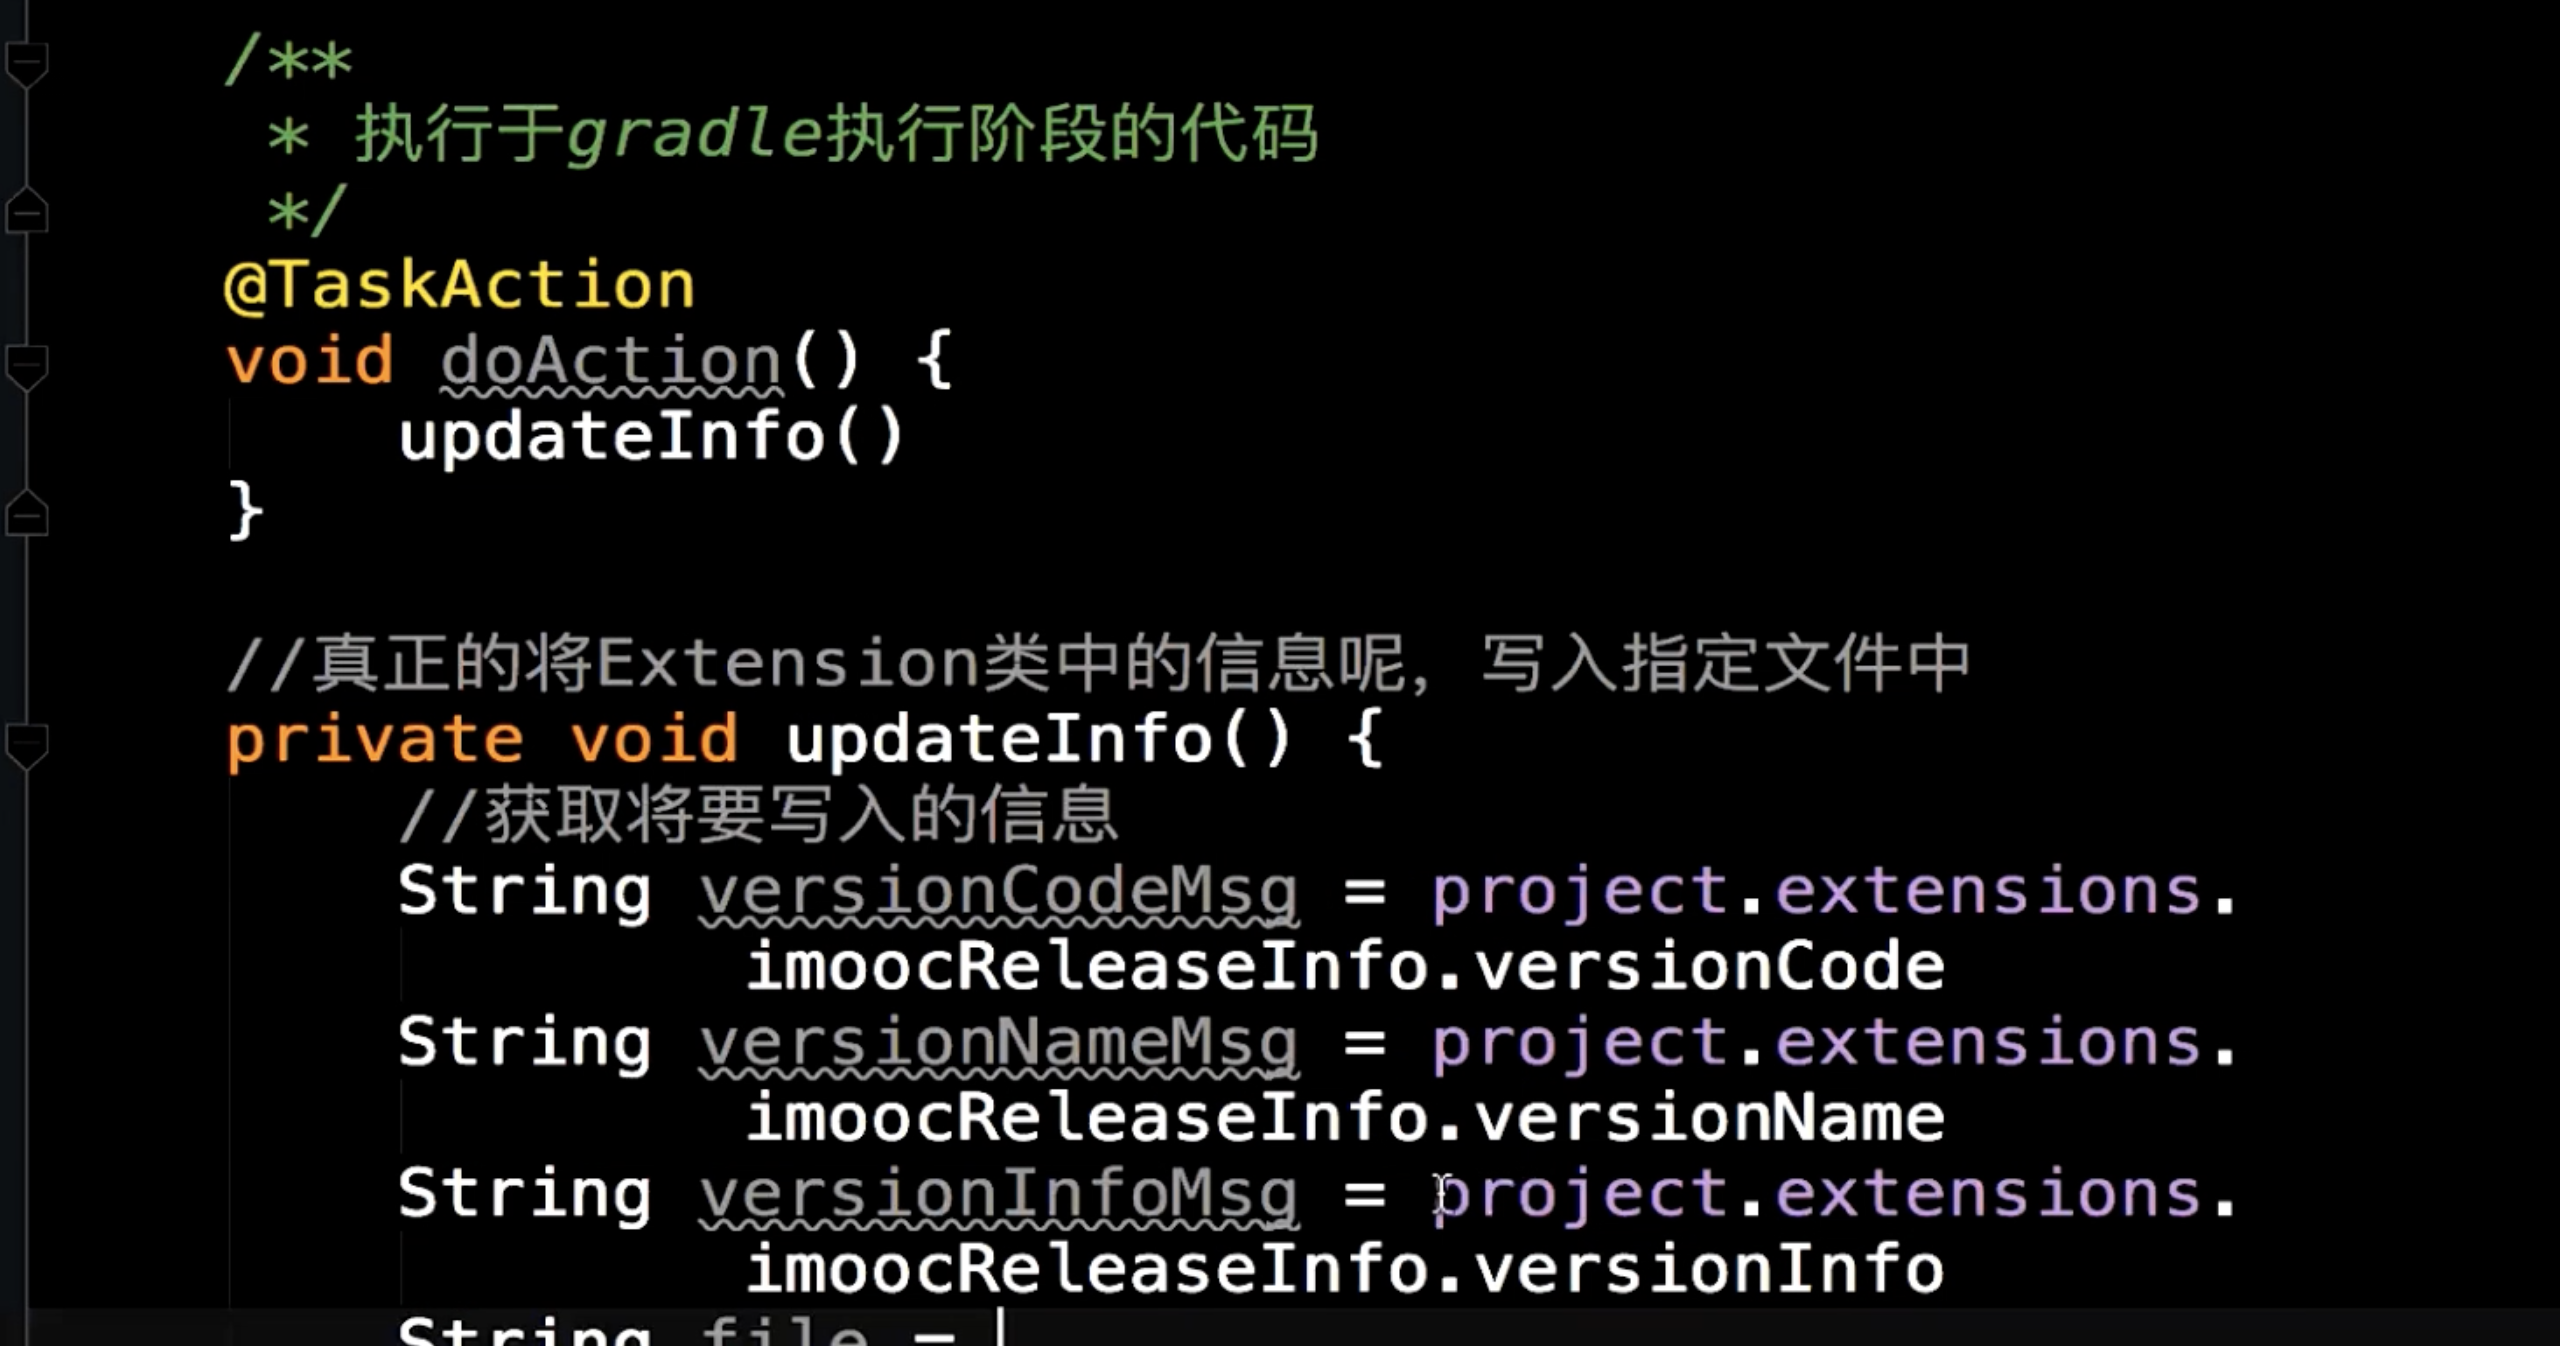 /**
 * 执行于gradle执行阶段的代码
 */
@TaskAction
void doAction() {
    updateInfo()
}
//真正的将Extension类中的信息呢，写入指定文件中
private void updateInfo() {
    //获取将要写入的信息
    String versionCodeMsg = project.extensions.
            imoocReleaseInfo.versionCode
    String versionNameMsg = project.extensions.
            imoocReleaseInfo.versionName
    String versionInfoMsg = project.extensions.
            imoocReleaseInfo.versionInfo
    String file =